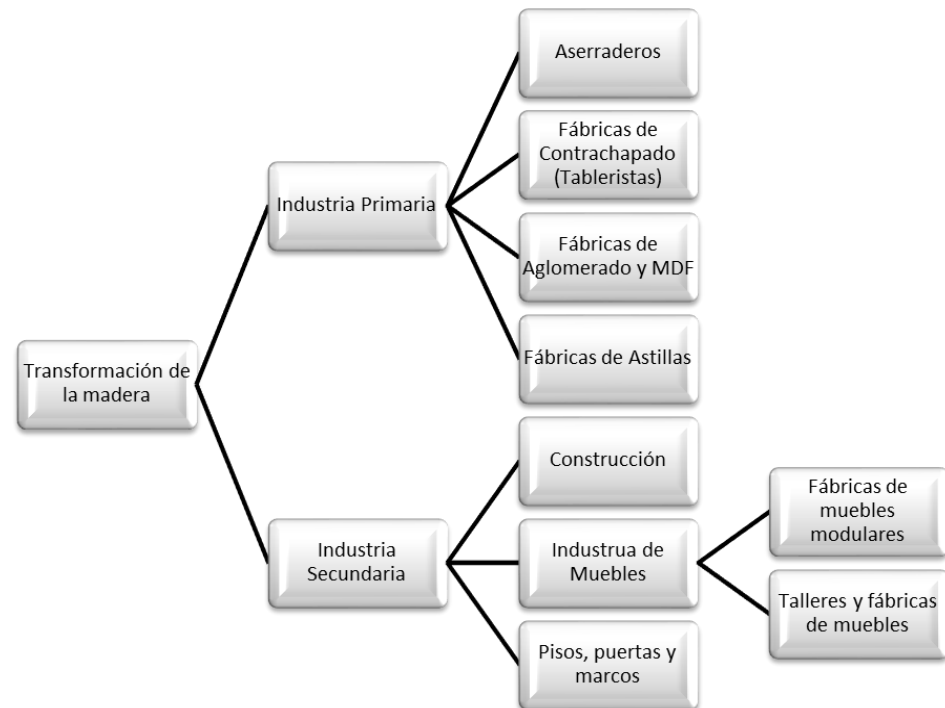 Aserraderos
Fábricas de
Contrachapado
(Tableristas)
Industria Primaria
Fábricas de
Aglomerado y MDF
Fábricas de Astillas
Transformación de
la madera
Construcción
Industria
Secundaria
Industrua de
Muebles
Fábricas de
muebles
modulares
Talleres y fábricas
de muebles
Pisos, puertas y
marcos